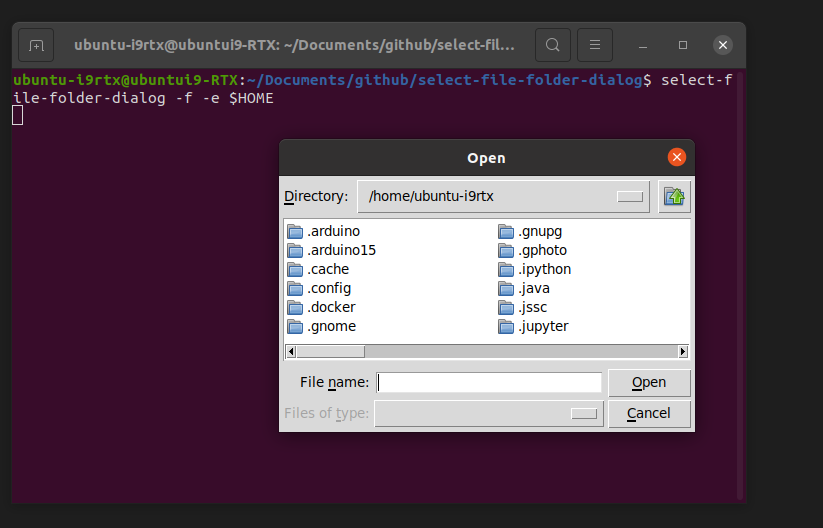 ubuntu-i9rtx@ubuntui9-RTX: ~/Documents/github/select-fil...
ubuntu-i9rtx@ubuntui9-RTX:~/Documents/github/select-file-folder-dialog$ select-f
ile-folder-dialog -f -e $HOME
Open
Directory: /home/ubuntu-i9rtx
.arduino .gnupg
.arduino15 .gphoto
.cache .ipython
.config .java
.docker .jssc
.gnome .jupyter
File name: Open
Files of type: Cancel